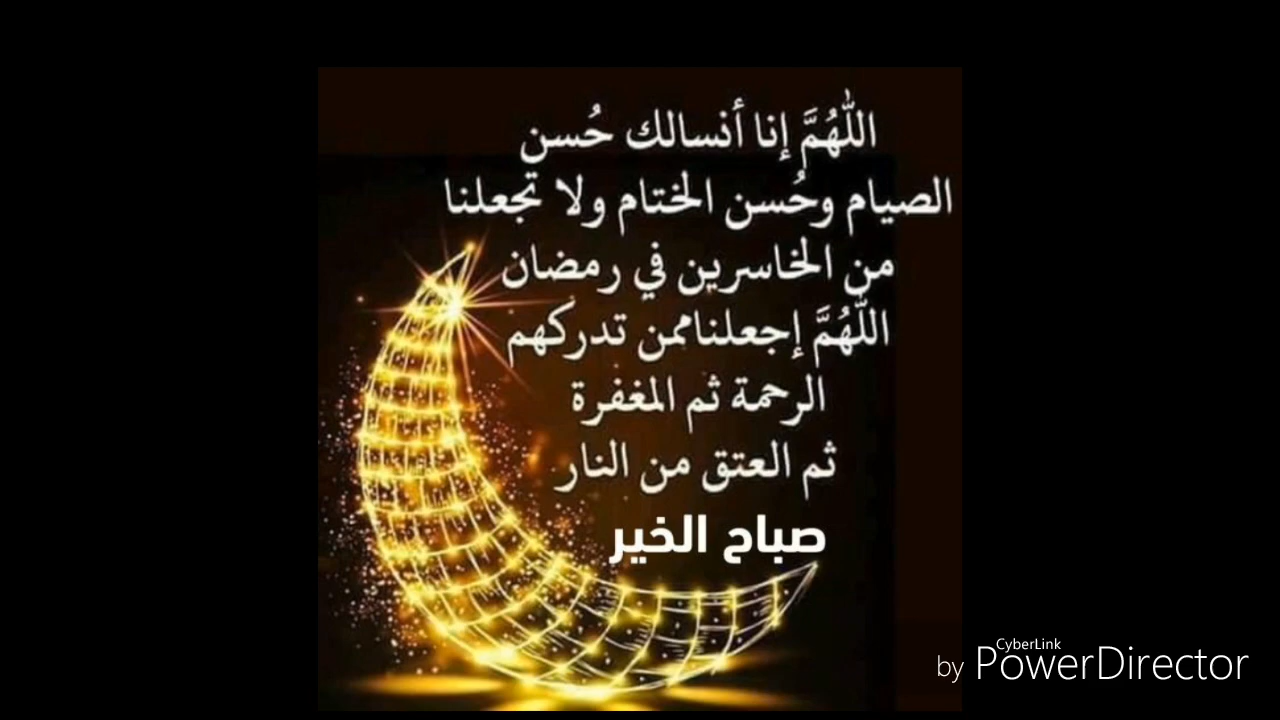 اللّهُمَّ إنا أنسالك حُسن
الصيام وحُسن الختام ولا تجعلنا
من الخاسرين في رمضان
اللّهُمَّ إجعلناممن تدركهم
الرحمة ثم المغفرة
ثم العتق من النار
صباح الخير
CyberLink
by PowerDirector